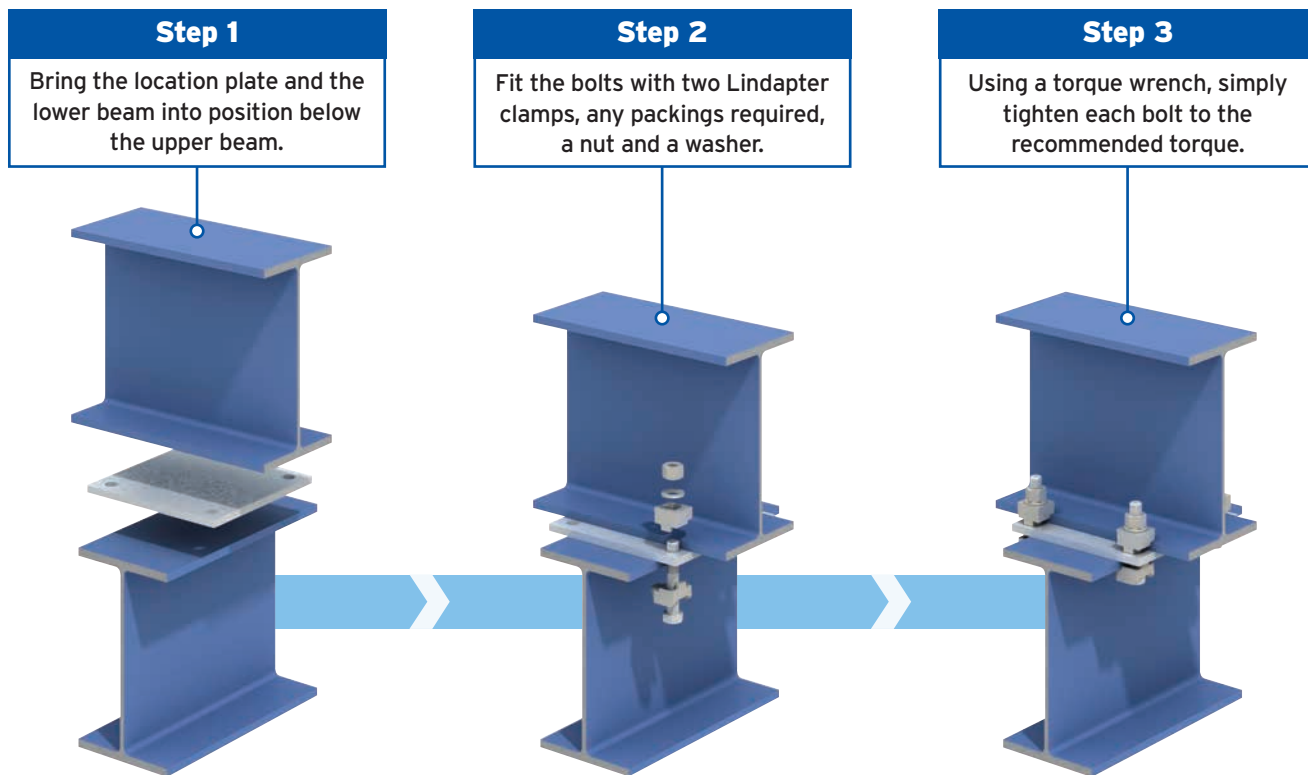 Step 1
Bring the location plate and the
lower beam into position below
the upper beam.
Step 2
Fit the bolts with two Lindapter
clamps, any packings required,
a nut and a washer.
Step 3
Using a torque wrench, simply
tighten each bolt to the
recommended torque.